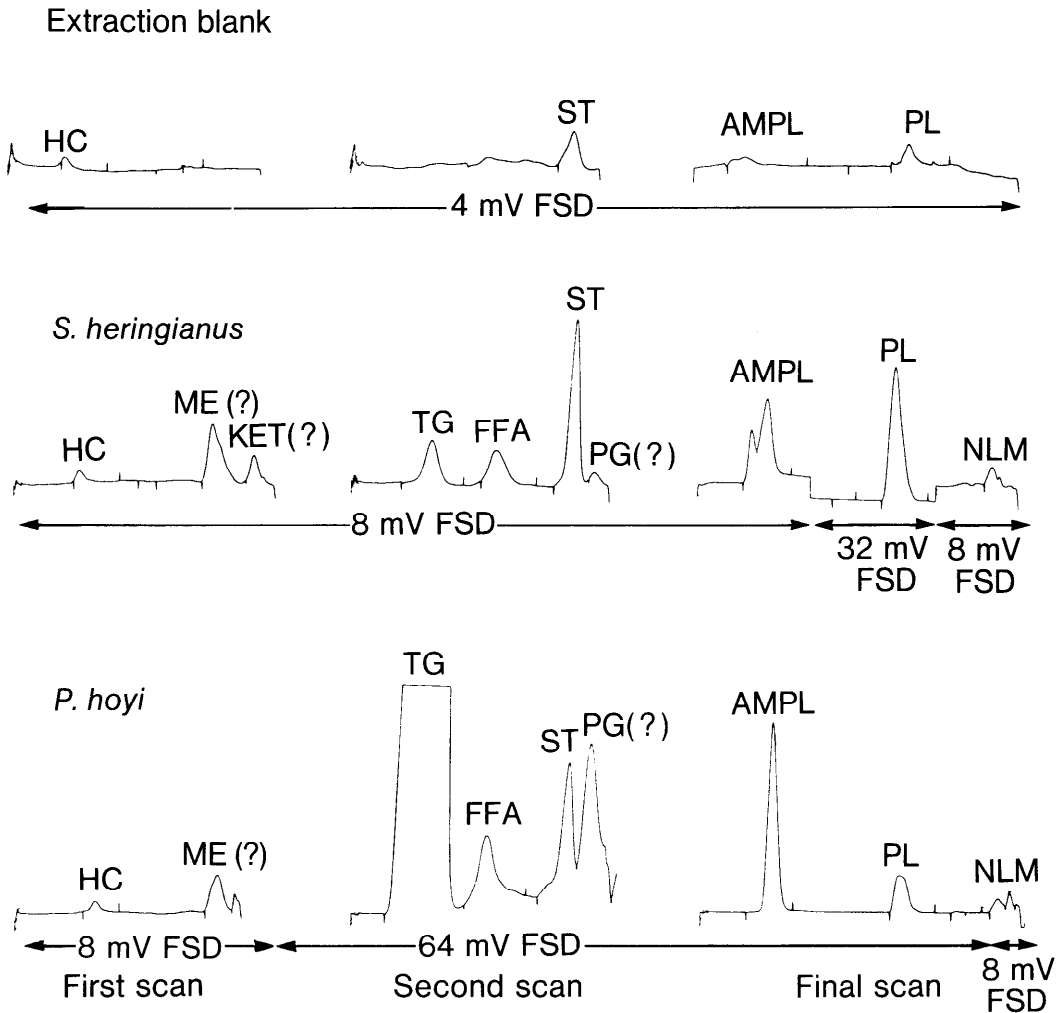 Extraction blank
HC
ST
AMPL
PL
4 mV FSD
S. heringianus
HC
ME (?)
KET (?)
TG
FFA
ST
PG(?)
AMPL
PL
NLM
8 mV FSD
32 mV
FSD
8 mV
FSD
P. hoyi
HC
ME (?)
TG
FFA
ST
PG(?)
AMPL
PL
NLM
8 mV FSD
64 mV FSD
8 mV
FSD
First scan
Second scan
Final scan